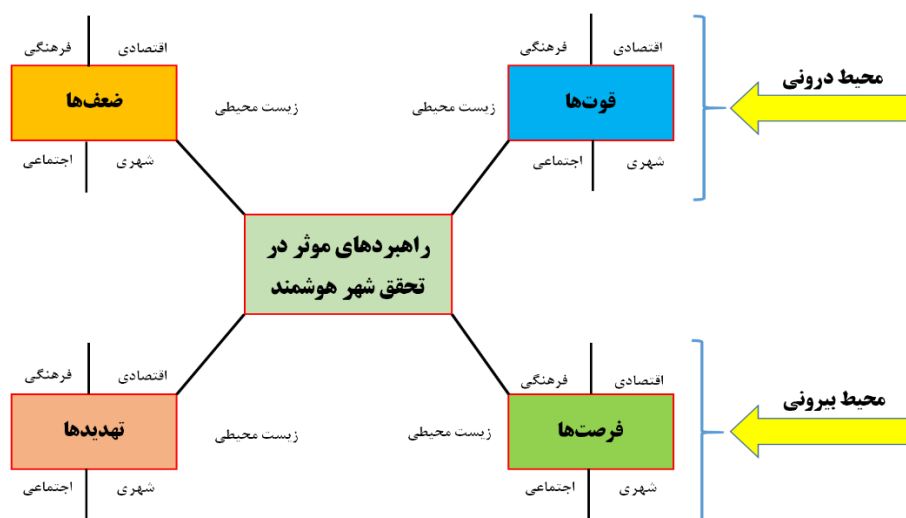 اقتصادی
فرهنگی
اقتصادی
فرهنگی
محیط درونی
قوت‌ها
زیست محیطی
زیست محیطی
ضعف‌ها
شهری
اجتماعی
شهری
اجتماعی
راهبردهای موثر در
تحقق شهر هوشمند
اقتصادی
فرهنگی
اقتصادی
فرهنگی
محیط بیرونی
فرصت‌ها
زیست محیطی
زیست محیطی
تهدیدها
شهری
اجتماعی
شهری
اجتماعی